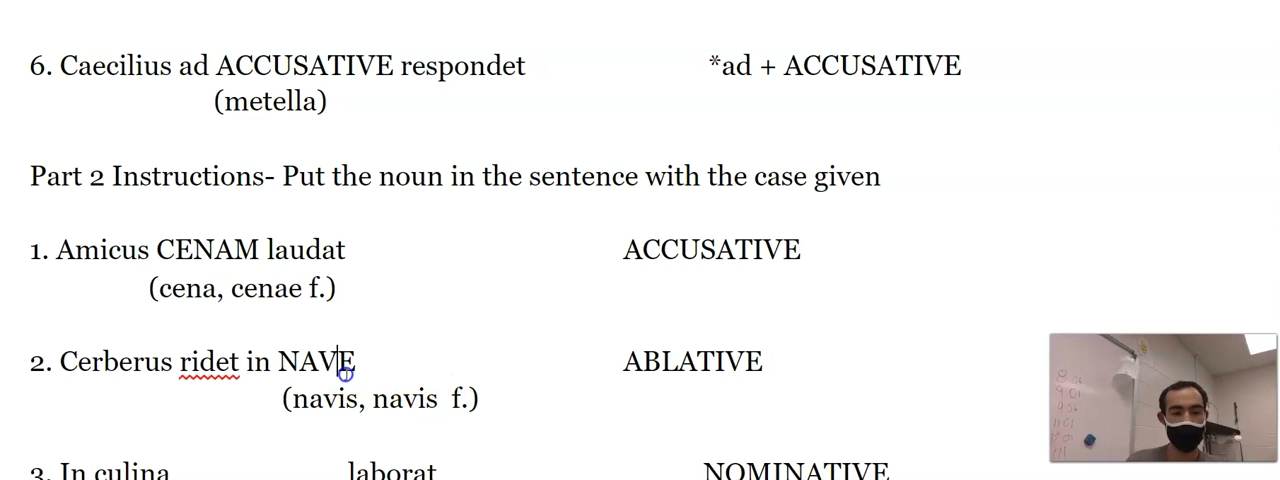 6. Caecilius ad ACCUSATIVE respondet *ad + ACCUSATIVE
(metella)
Part 2 Instructions- Put the noun in the sentence with the case given
1. Amicus CENAM laudat ACCUSATIVE
(cena, cenae f.)
2. Cerberus ridet in NAVE ABLATIVE
(navis, navis f.)
3. In culina laborat NOMINATIVE